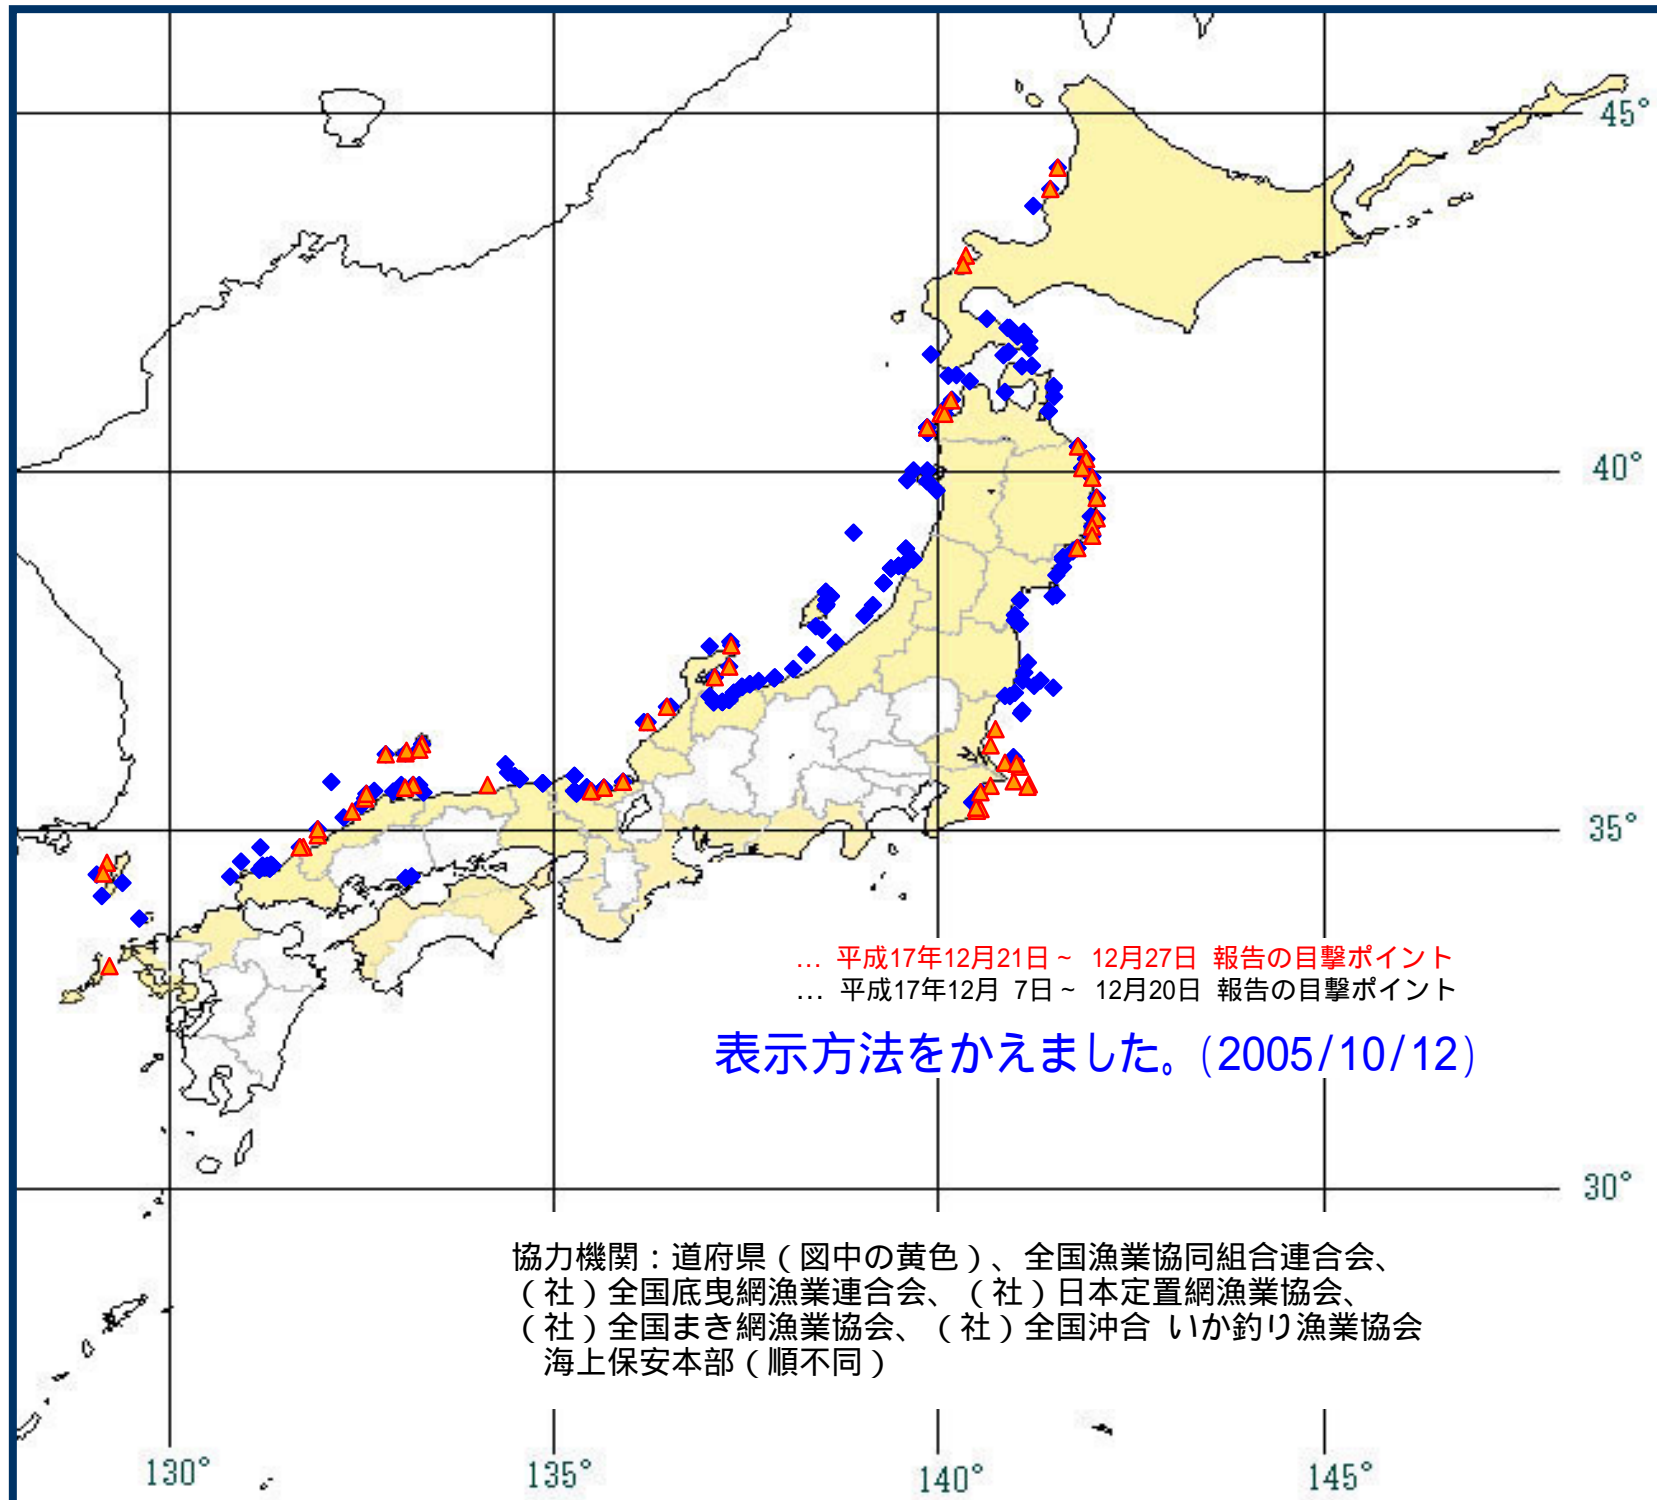 45°
40°
35°
… 平成17年12月21日～ 12月27日 報告の目撃ポイント
… 平成17年12月 7日～ 12月20日 報告の目撃ポイント
表示方法をかえました。(2005/10/12)
30°
協力機関：道府県（図中の黄色）、全国漁業協同組合連合会、
（社）全国底曳網漁業連合会、（社）日本定置網漁業協会、
（社）全国まき網漁業協会、（社）全国沖合 いか釣り漁業協会
海上保安本部（順不同）
130° 135° 140° 145°